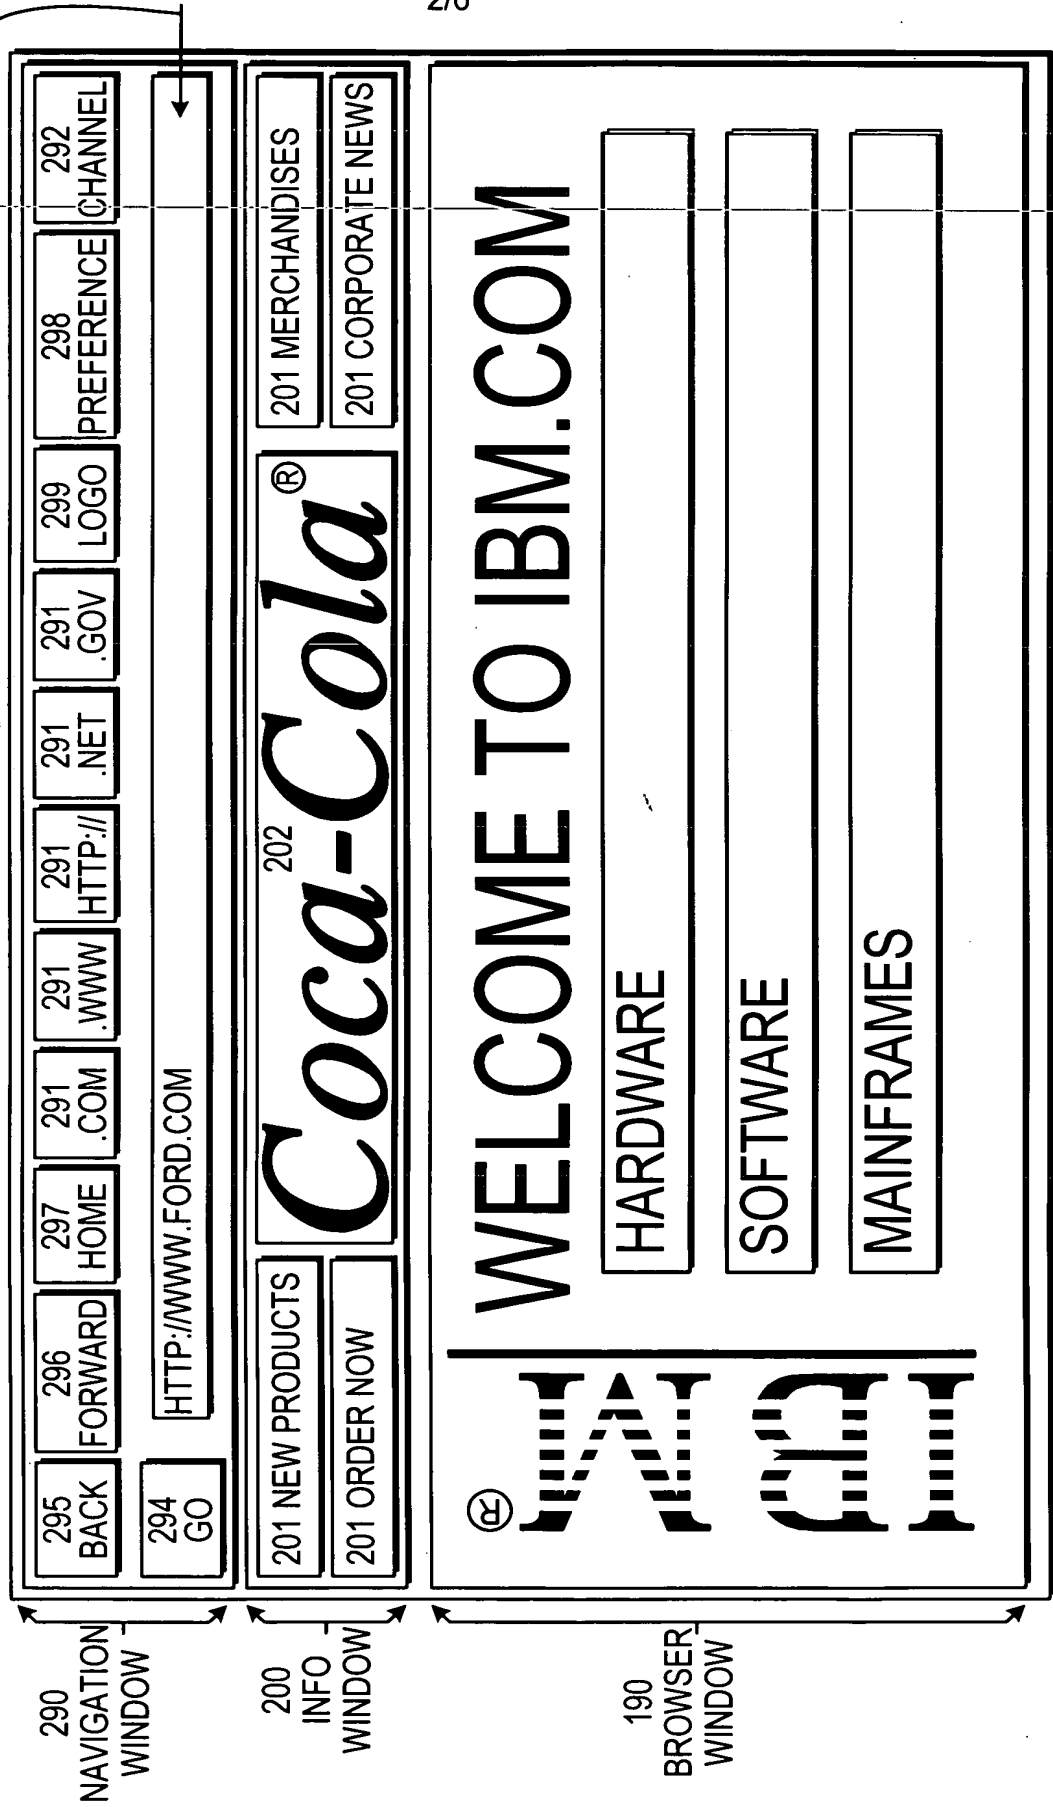 2/6
290
NAVIGATION
WINDOW
295
BACK
296
FORWARD
297
HOME
291
.COM
291
.WWW
291
HTTP://
291
.NET
291
.GOV
299
LOGO
298
PREFERENCE
292
CHANNEL
294
GO
HTTP://WWW.FORD.COM
200
INFO
WINDOW
201 NEW PRODUCTS
201 ORDER NOW
202
Coca-Cola®
201 MERCHANDISES
201 CORPORATE NEWS
190
BROWSER
WINDOW
IBM®
WELCOME TO IBM.COM
HARDWARE
SOFTWARE
MAINFRAMES